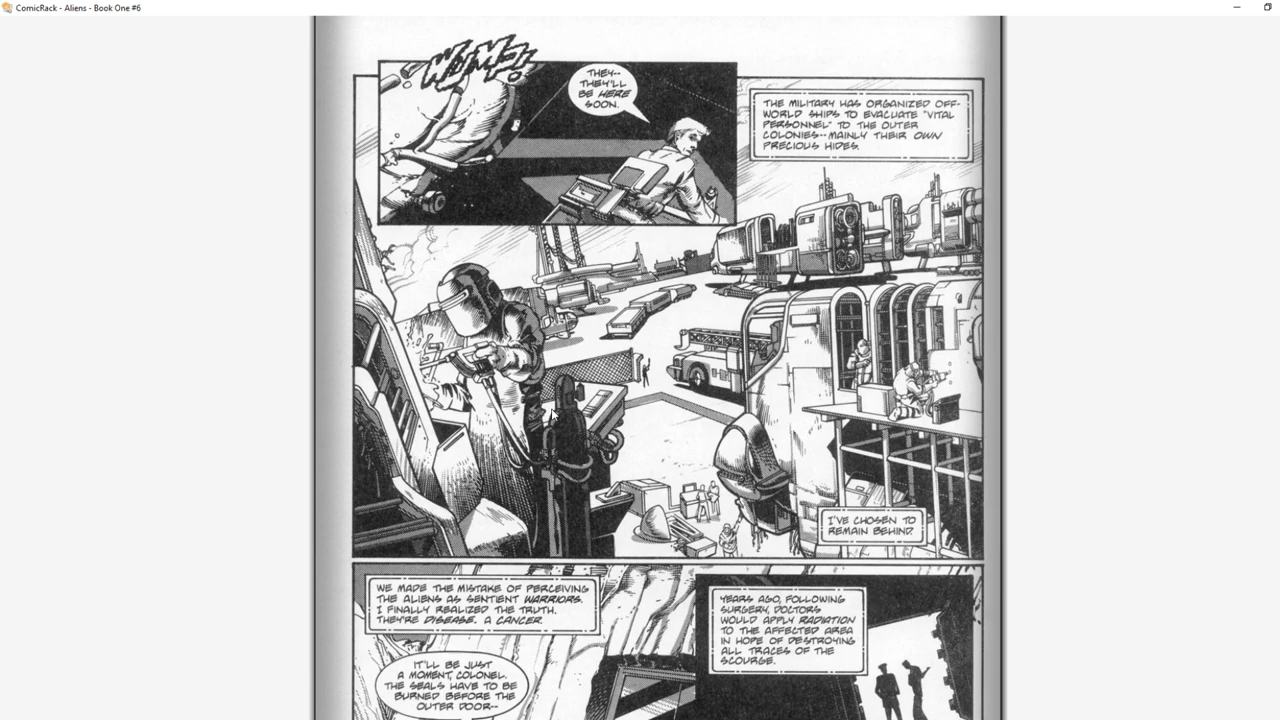 ComicRack - Aliens - Book One #6
WUMP!
THEY--
THEY'LL
BE HERE
SOON.
THE MILITARY HAS ORGANIZED OFF-
WORLD SHIPS TO EVACUATE "VITAL
PERSONNEL" TO THE OUTER
COLONIES--MAINLY THEIR OWN
PRECIOUS HIDES.
I'VE CHOSEN TO
REMAIN BEHIND.
WE MADE THE MISTAKE OF PERCEIVING
THE ALIENS AS SENTIENT WARRIORS.
I FINALLY REALIZED THE TRUTH.
THEY'RE DISEASE. A CANCER.
YEARS AGO, FOLLOWING
SURGERY, DOCTORS
WOULD APPLY RADIATION
TO THE AFFECTED AREA
IN HOPE OF DESTROYING
ALL TRACES OF THE
SCOURGE.
IT'LL BE JUST
A MOMENT, COLONEL.
THE SEALS HAVE TO BE
BURNED BEFORE THE
OUTER DOOR--